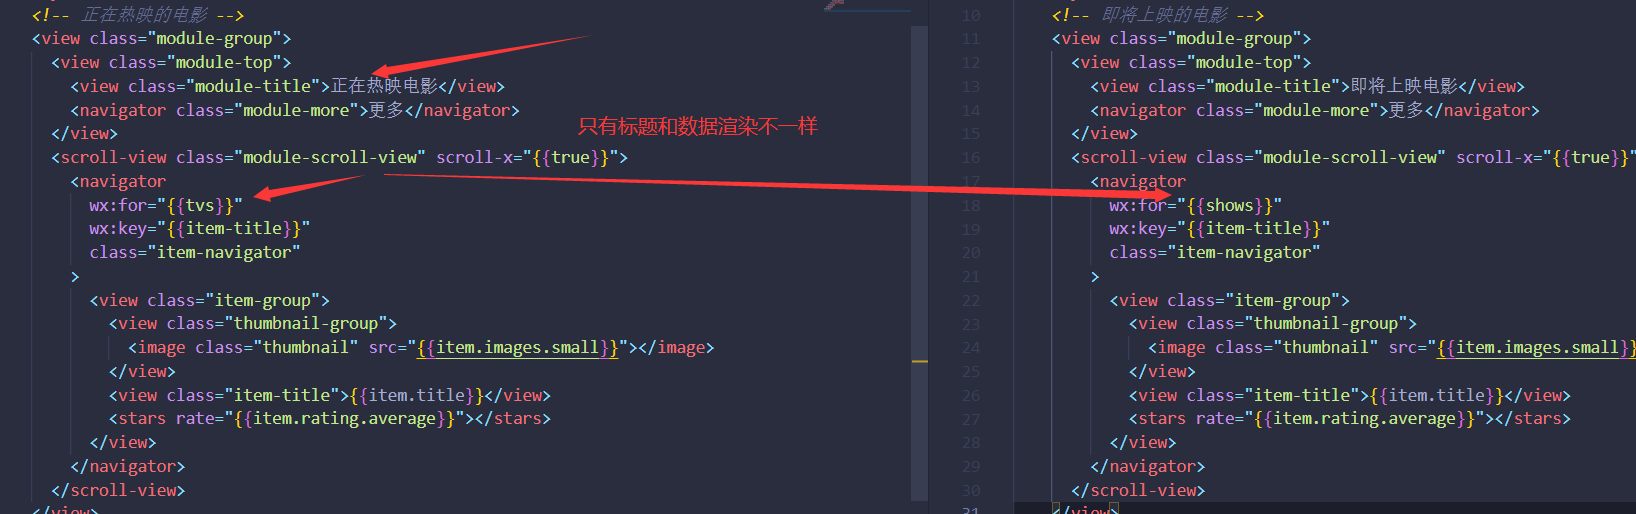 <!-- 正在热映的电影 -->
<view class="module-group">
<view class="module-top">
<view class="module-title">正在热映电影</view>
<navigator class="module-more">更多</navigator>
</view>
<scroll-view class="module-scroll-view" scroll-x="{{true}}">
<navigator
wx:for="{{tvs}}"
wx:key="{{item-title}}"
class="item-navigator"
>
<view class="item-group">
<view class="thumbnail-group">
<image class="thumbnail" src="{{item.images.small}}"></image>
</view>
<view class="item-title">{{item.title}}</view>
<stars rate="{{item.rating.average}}"></stars>
</view>
</navigator>
</scroll-view>
</view>
只有标题和数据渲染不一样
10 <!-- 即将上映的电影 -->
11 <view class="module-group">
12 <view class="module-top">
13 <view class="module-title">即将上映电影</view>
14 <navigator class="module-more">更多</navigator>
15 </view>
16 <scroll-view class="module-scroll-view" scroll-x="{{true}}"
17 <navigator
18 wx:for="{{shows}}"
19 wx:key="{{item-title}}"
20 class="item-navigator"
21 >
22 <view class="item-group">
23 <view class="thumbnail-group">
24 <image class="thumbnail" src="{{item.images.small}
25 </view>
26 <view class="item-title">{{item.title}}</view>
27 <stars rate="{{item.rating.average}}"></stars>
28 </view>
29 </navigator>
30 </scroll-view>
31 </view>